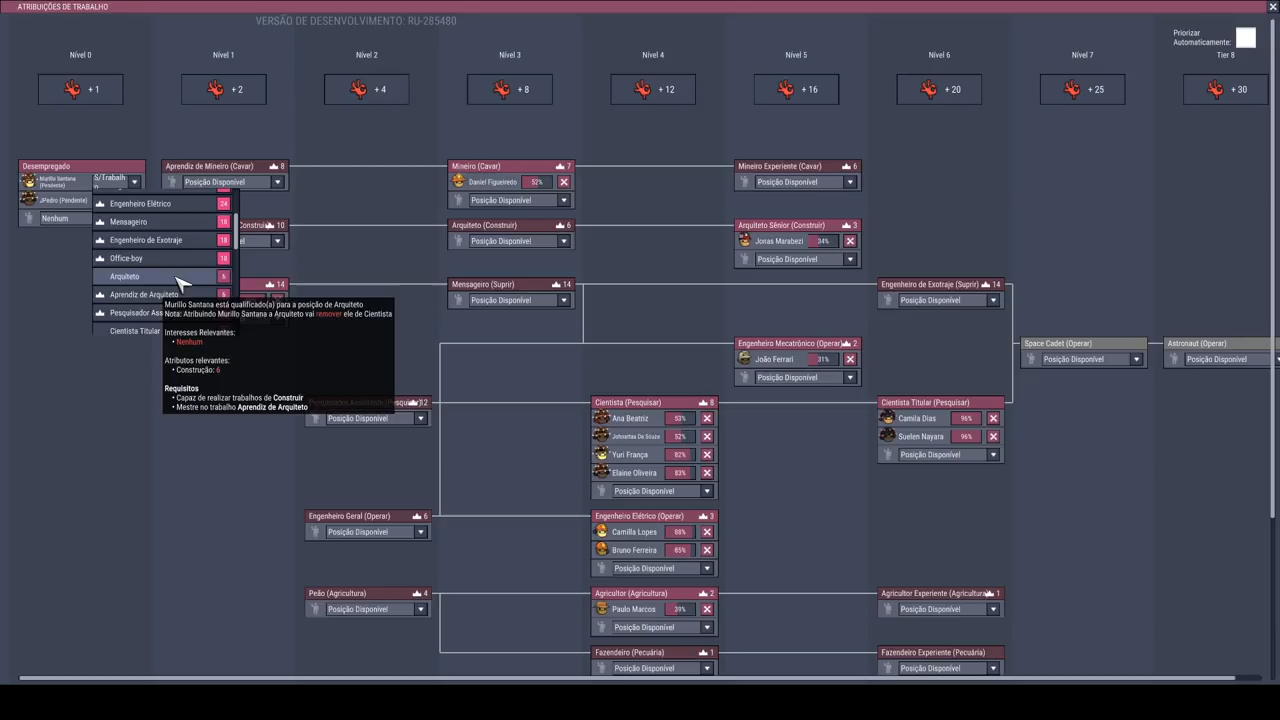 ATRIBUIÇÕES DE TRABALHO
VERSÃO DE DESENVOLVIMENTO: RU-285480
Priorizar
Automaticamente:
Nível 0
Nível 1
Nível 2
Nível 3
Nível 4
Nível 5
Nível 6
Nível 7
Tier 8
+ 1
+ 2
+ 4
+ 8
+ 12
+ 16
+ 20
+ 25
+ 30
Desempregado
Murillo Santana
(Pendente)
S/Trabalh
o
JPedro (Pendente)
Nenhum
Engenheiro Elétrico 24
Mensageiro 18
Engenheiro de Exotraje 18
Office-boy 18
Arquiteto 6
Aprendiz de Arquiteto 6
Pesquisador Ass
Cientista Titular
Murillo Santana está qualificado(a) para a posição de Arquiteto
Nota: Atribuindo Murillo Santana a Arquiteto vai remover ele de Cientista
Interesses Relevantes:
• Nenhum
Atributos relevantes:
• Construção: 6
Requisitos
• Capaz de realizar trabalhos de Construir
• Mestre no trabalho Aprendiz de Arquiteto
Aprendiz de Mineiro (Cavar) 8
Posição Disponível
10
14
12
Posição Disponível
Engenheiro Geral (Operar) 6
Posição Disponível
Peão (Agricultura) 4
Posição Disponível
Mineiro (Cavar) 7
Daniel Figueiredo 52%
Posição Disponível
Arquiteto (Construir) 6
Posição Disponível
Mensageiro (Suprir) 14
Posição Disponível
Cientista (Pesquisar) 8
Ana Beatriz 53%
52%
Yuri França 82%
Elaine Oliveira 83%
Posição Disponível
Engenheiro Elétrico (Operar) 3
Camilla Lopes 88%
Bruno Ferreira 85%
Posição Disponível
Agricultor (Agricultura) 2
Paulo Marcos 39%
Posição Disponível
Fazendeiro (Pecuária) 1
Posição Disponível
Mineiro Experiente (Cavar) 6
Posição Disponível
Arquiteto Sênior (Construir) 3
Jonas Marabezi 34%
Posição Disponível
Engenheiro Mecatrônico (Operar) 2
João Ferrari 31%
Posição Disponível
Engenheiro de Exotraje (Suprir) 14
Posição Disponível
Cientista Titular (Pesquisar)
Camila Dias 96%
Suelen Nayara 96%
Posição Disponível
Agricultor Experiente (Agricultura) 1
Posição Disponível
Fazendeiro Experiente (Pecuária)
Posição Disponível
Space Cadet (Operar)
Posição Disponível
Astronaut (Operar)
Posição Disponível